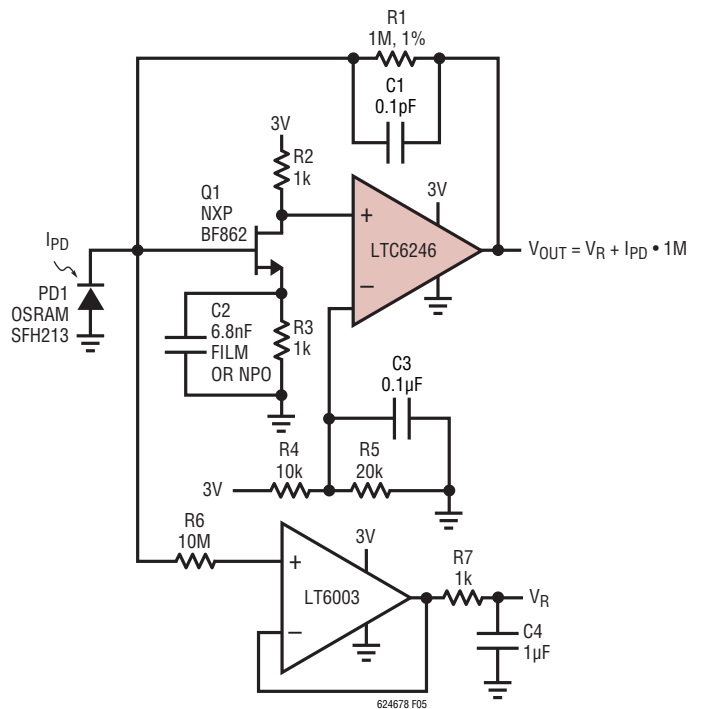 R1
1M, 1%
C1
0.1pF
3V
R2
1k
Q1
NXP
BF862
3V
+
LTC6246
–
VOUT = VR + IPD • 1M
IPD
PD1
OSRAM
SFH213
C2
6.8nF
FILM
OR NPO
R3
1k
C3
0.1µF
R4
10k
R5
20k
3V
R6
10M
3V
+
LT6003
–
R7
1k
VR
C4
1µF
624678 F05